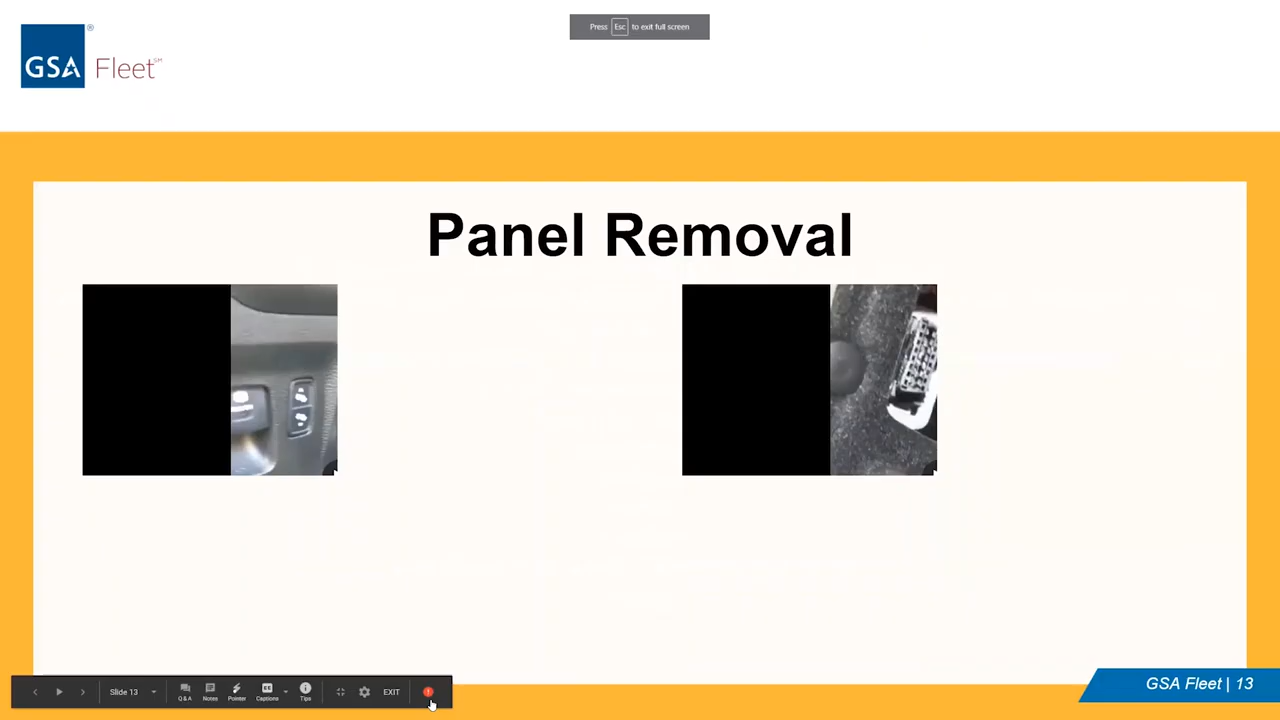 Press Esc to exit full screen
GSA Fleet℠
®
Panel Removal
Slide 13
Q&A
Notes
Pointer
Captions
Tips
EXIT
GSA Fleet | 13